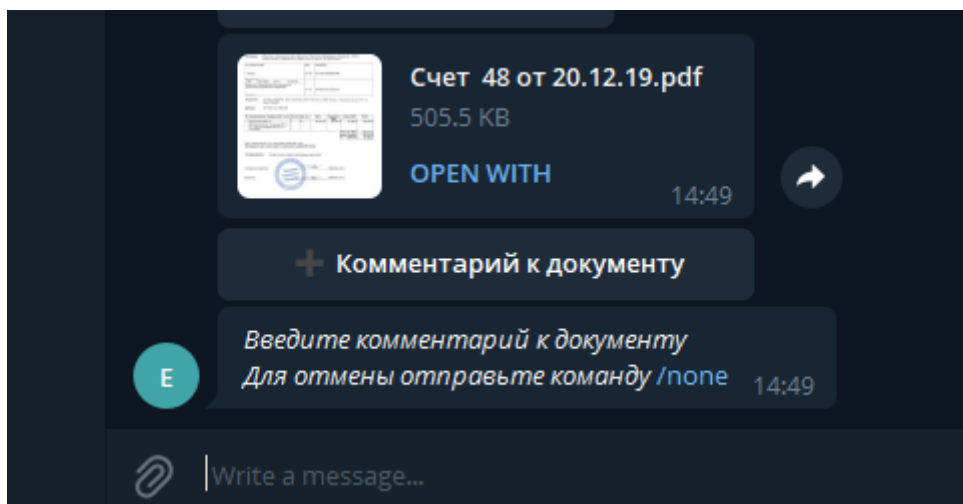 Счет 48 от 20.12.19.pdf
505.5 KB
OPEN WITH
14:49
➕ Комментарий к документу
Введите комментарий к документу
Для отмены отправьте команду /none
14:49
E
Write a message...